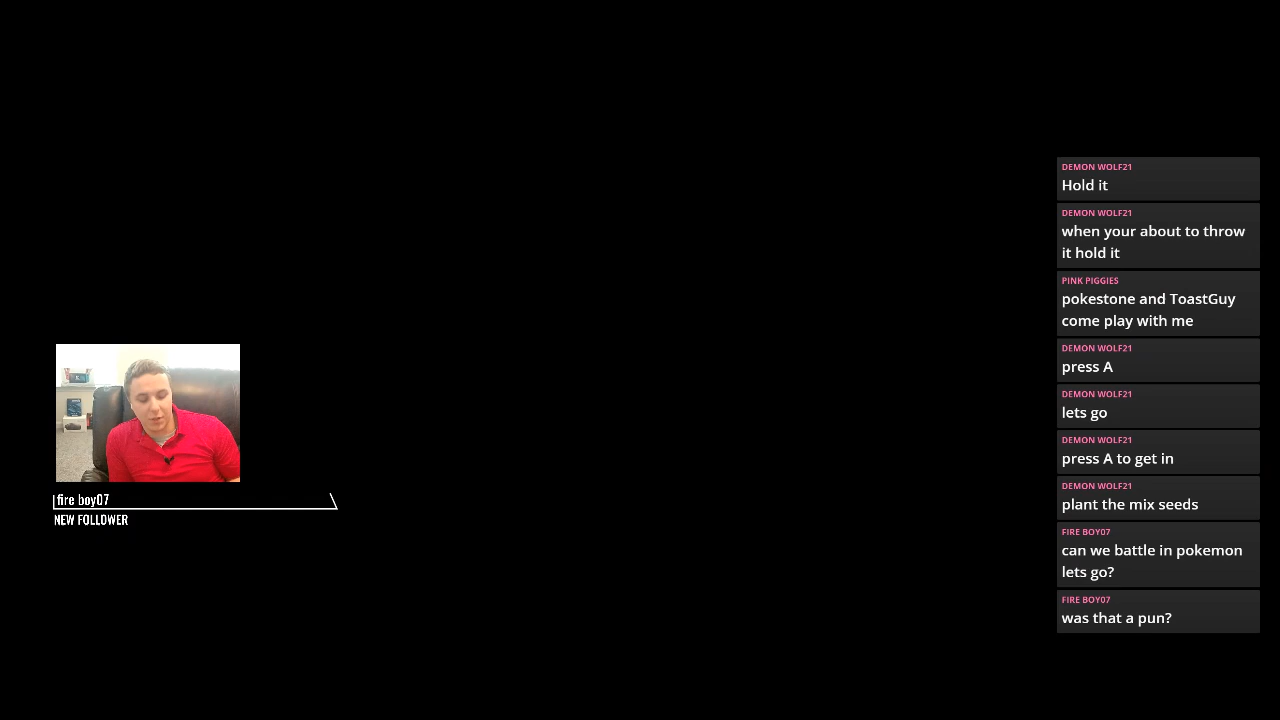 fire boy07
NEW FOLLOWER
DEMON WOLF21
Hold it
DEMON WOLF21
when your about to throw
it hold it
PINK PIGGIES
pokestone and ToastGuy
come play with me
DEMON WOLF21
press A
DEMON WOLF21
lets go
DEMON WOLF21
press A to get in
DEMON WOLF21
plant the mix seeds
FIRE BOY07
can we battle in pokemon
lets go?
FIRE BOY07
was that a pun?